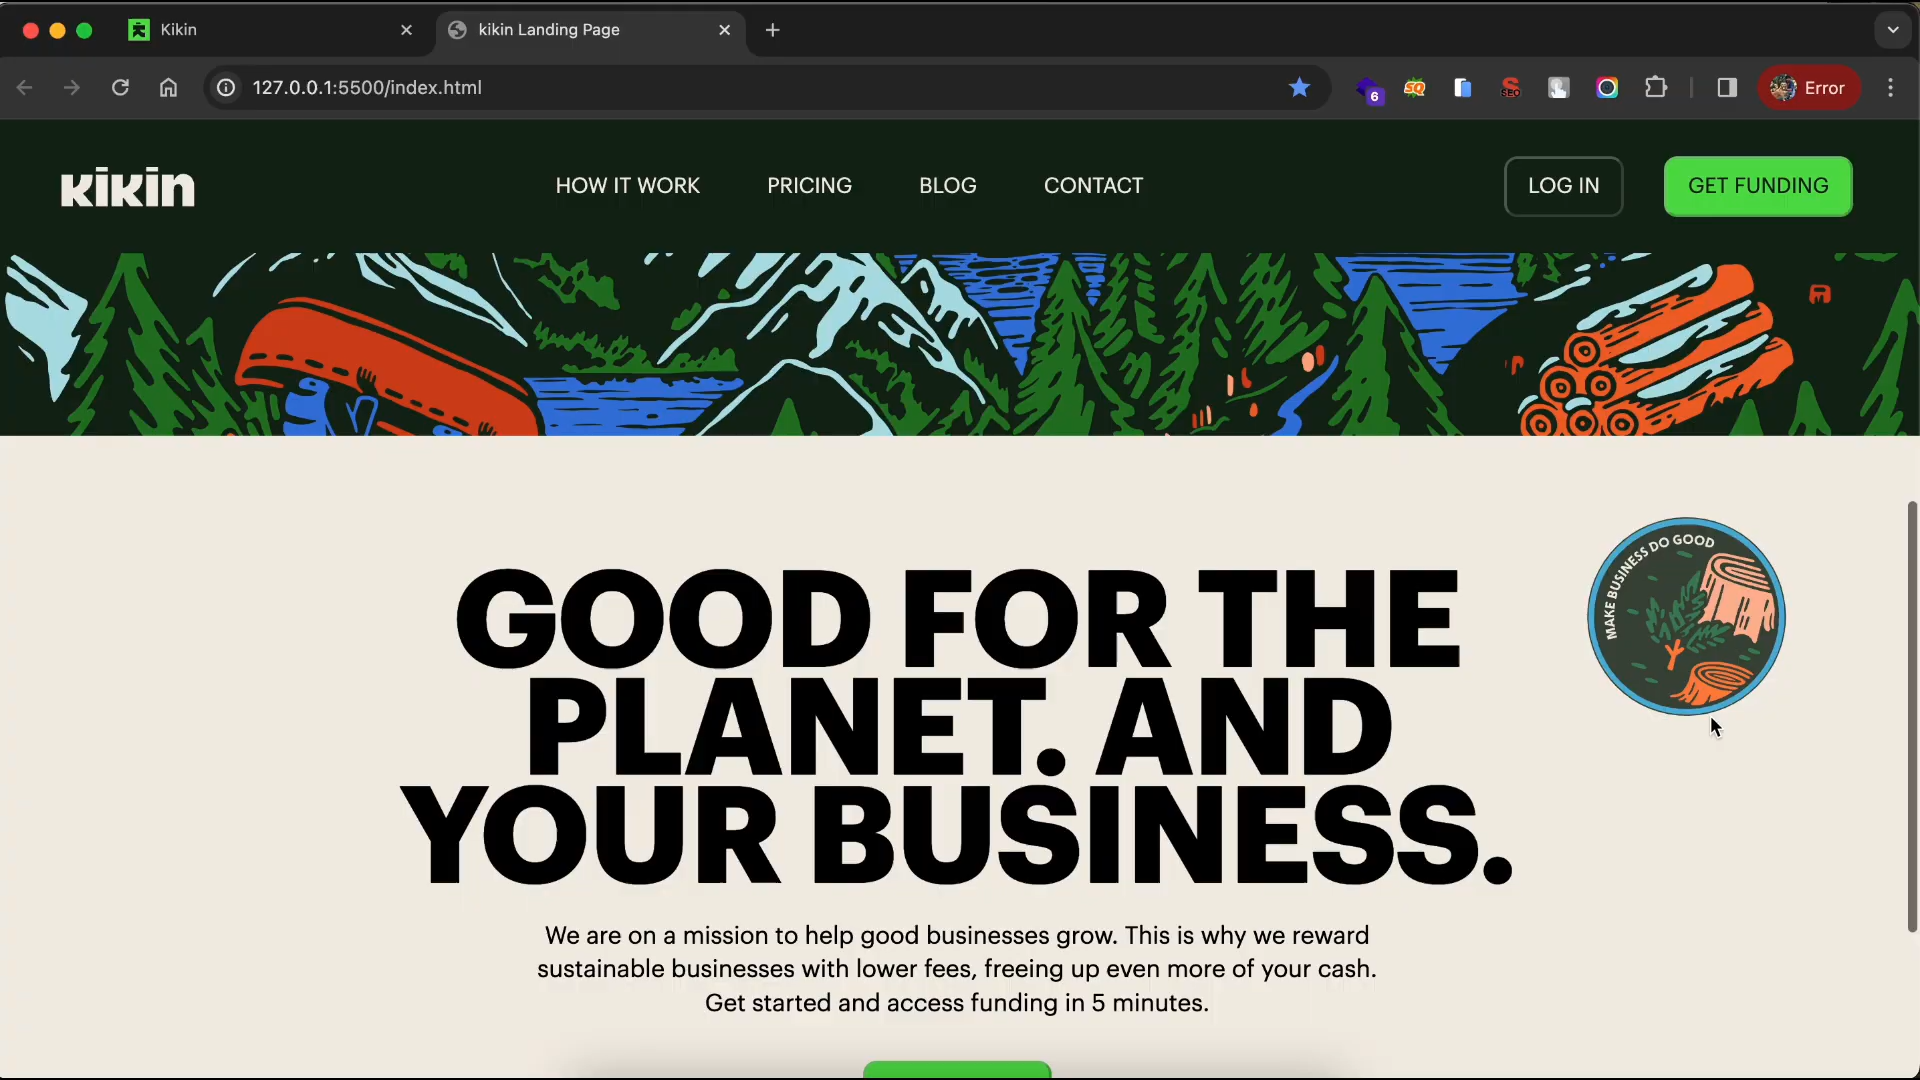 Kikin
kikin Landing Page
127.0.0.1:5500/index.html
6
SQ
SEO
Error
kikin
HOW IT WORK
PRICING
BLOG
CONTACT
LOG IN
GET FUNDING
MAKE BUSINESS DO GOOD
GOOD FOR THE
PLANET. AND
YOUR BUSINESS.
We are on a mission to help good businesses grow. This is why we reward
sustainable businesses with lower fees, freeing up even more of your cash.
Get started and access funding in 5 minutes.